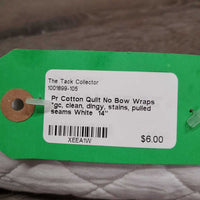 The Tack Collector
1001899-105
Pr Cotton Quilt No Bow Wraps
*gc, clean, dingy, stains, pulled
seams White 14"
$6.00
XEEA1W